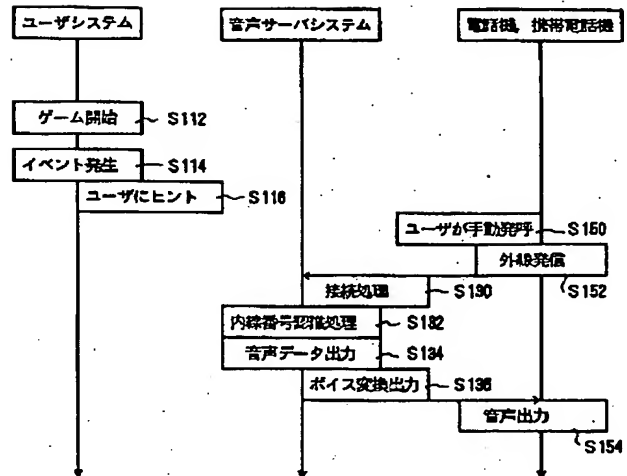 ユーザシステム
音声サーバシステム
電話機，携帯電話機
ゲーム開始
S112
イベント発生
S114
ユーザにヒント
S116
ユーザが手動発呼
S150
外線発信
S152
接続処理
S130
内線番号認識処理
S132
音声データ出力
S134
ボイス変換出力
S136
音声出力
S154